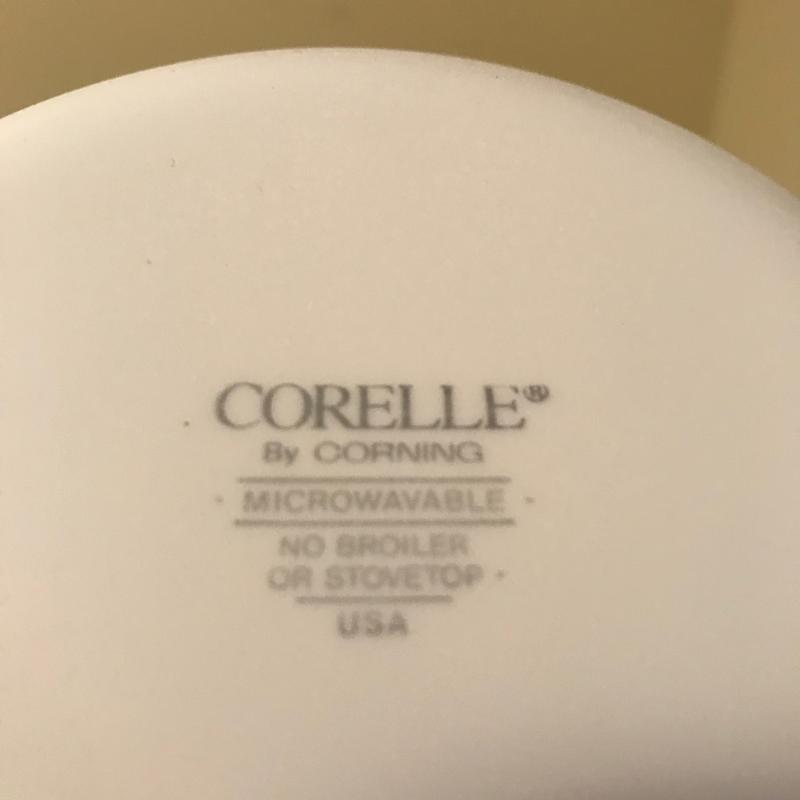 CORELLE®
By CORNING
· MICROWAVABLE ·
NO BROILER
OR STOVETOP ·
USA